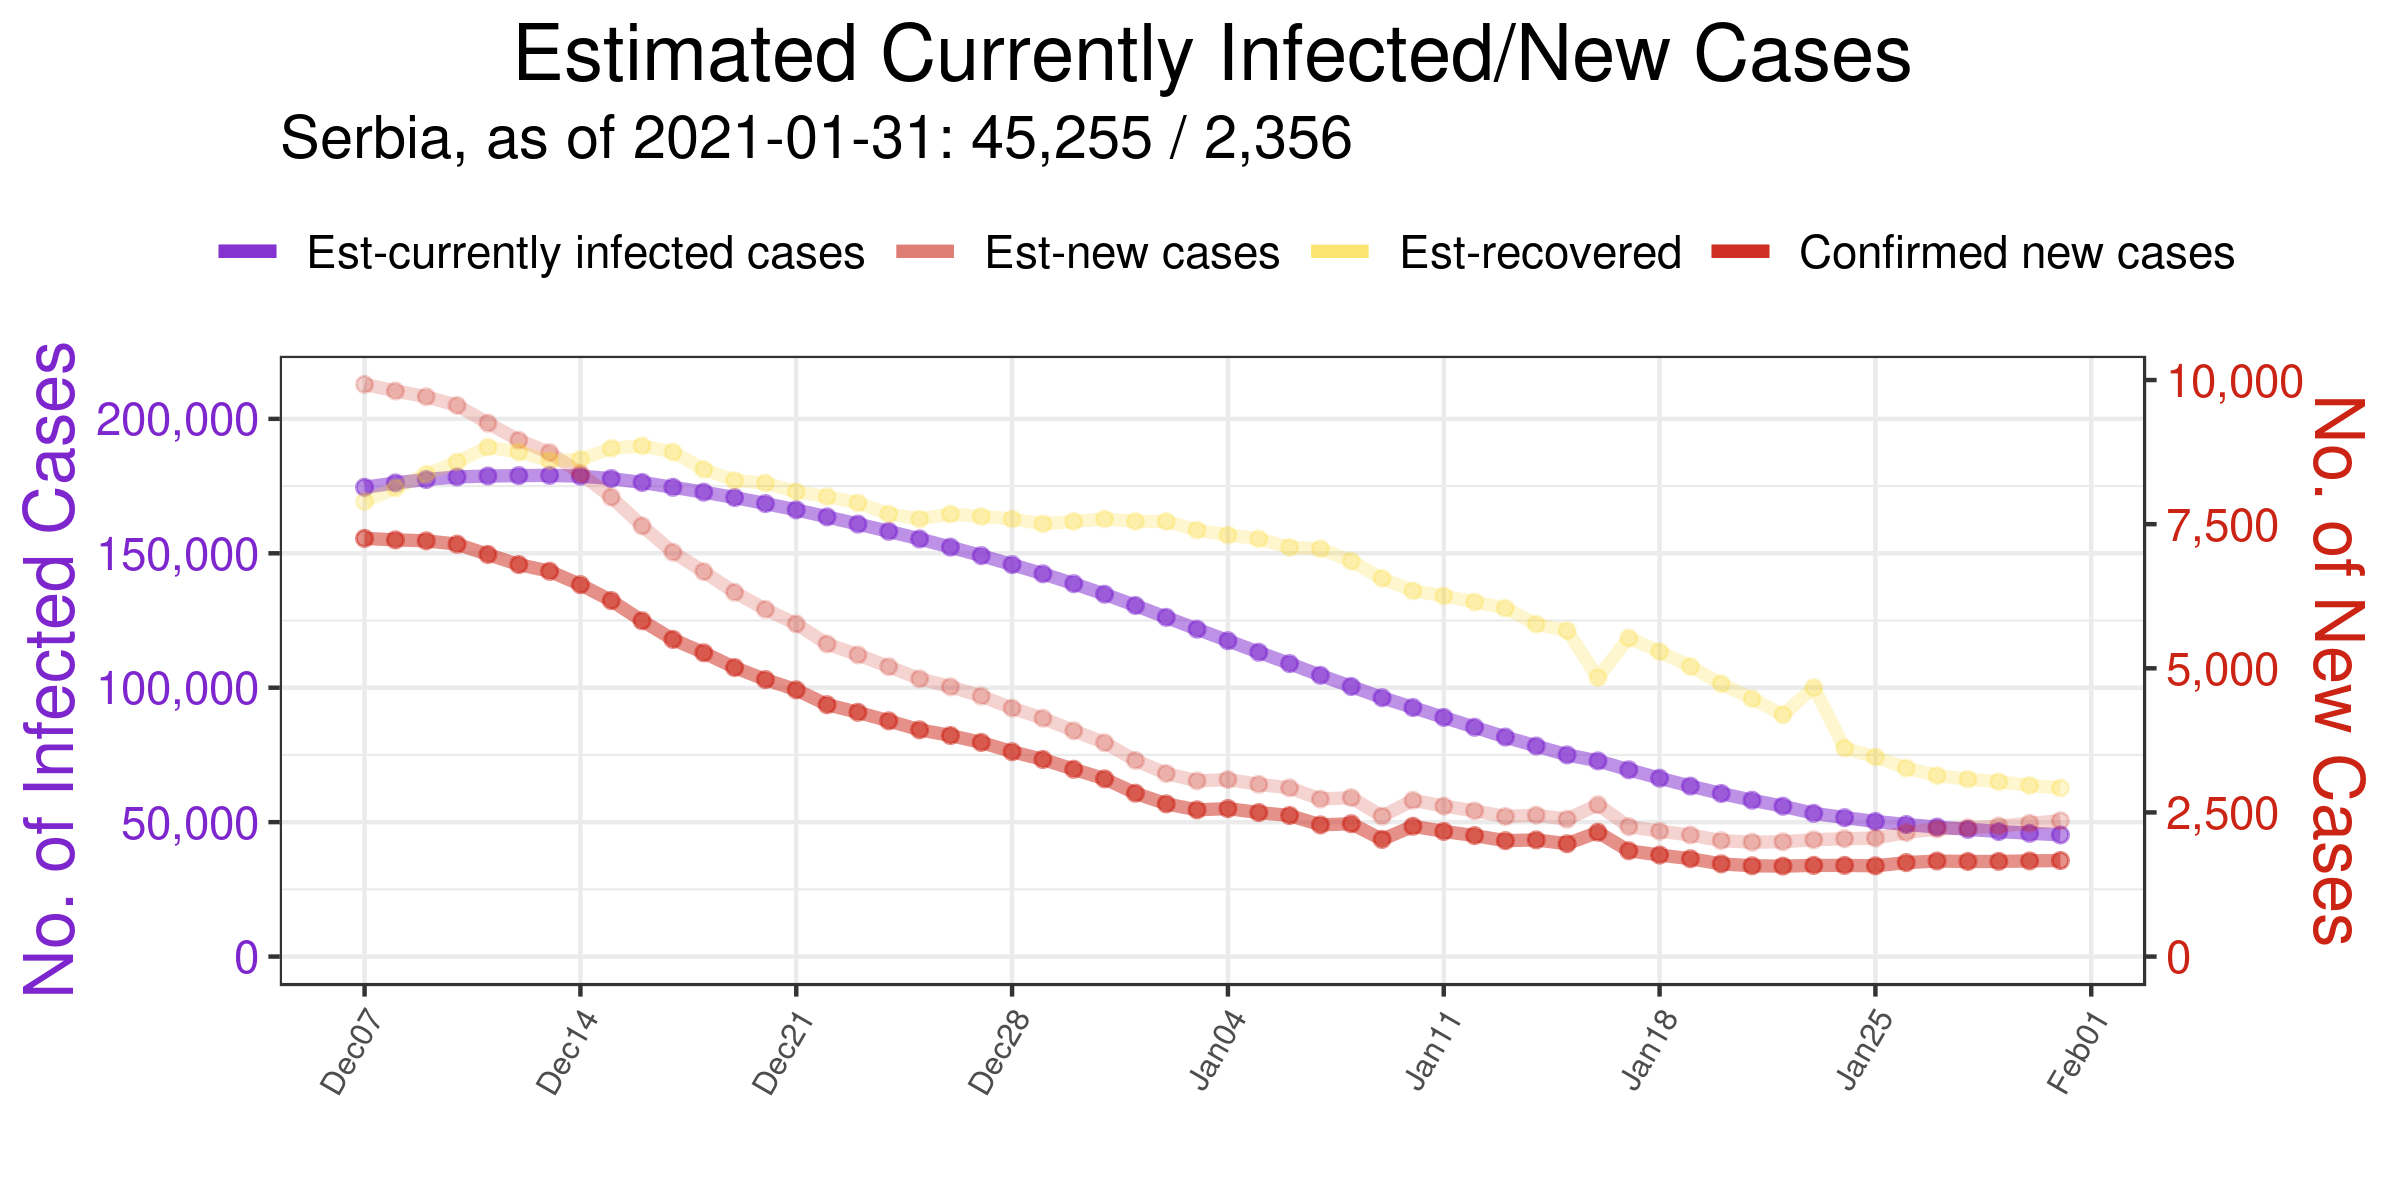 Estimated Currently Infected/New Cases
Serbia, as of 2021-01-31: 45,255 / 2,356
Est-currently infected cases Est-new cases Est-recovered Confirmed new cases
No. of Infected Cases
200,000
150,000
100,000
50,000
0
10,000
7,500
5,000
2,500
0
No. of New Cases
Dec07 Dec14 Dec21 Dec28 Jan04 Jan11 Jan18 Jan25 Feb01